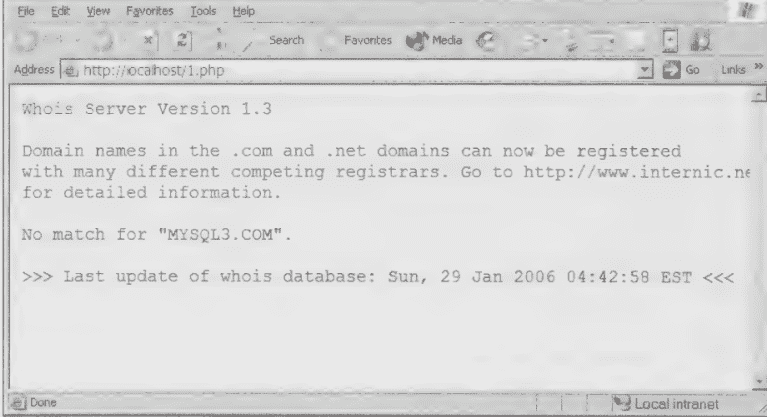 File Edit View Favorites Tools Help
Search Favorites Media
Address http://localhost/1.php Go Links »
Whois Server Version 1.3
Domain names in the .com and .net domains can now be registered
with many different competing registrars. Go to http://www.internic.ne
for detailed information.
No match for "MYSQL3.COM".
>>> Last update of whois database: Sun, 29 Jan 2006 04:42:58 EST <<<
Done Local intranet